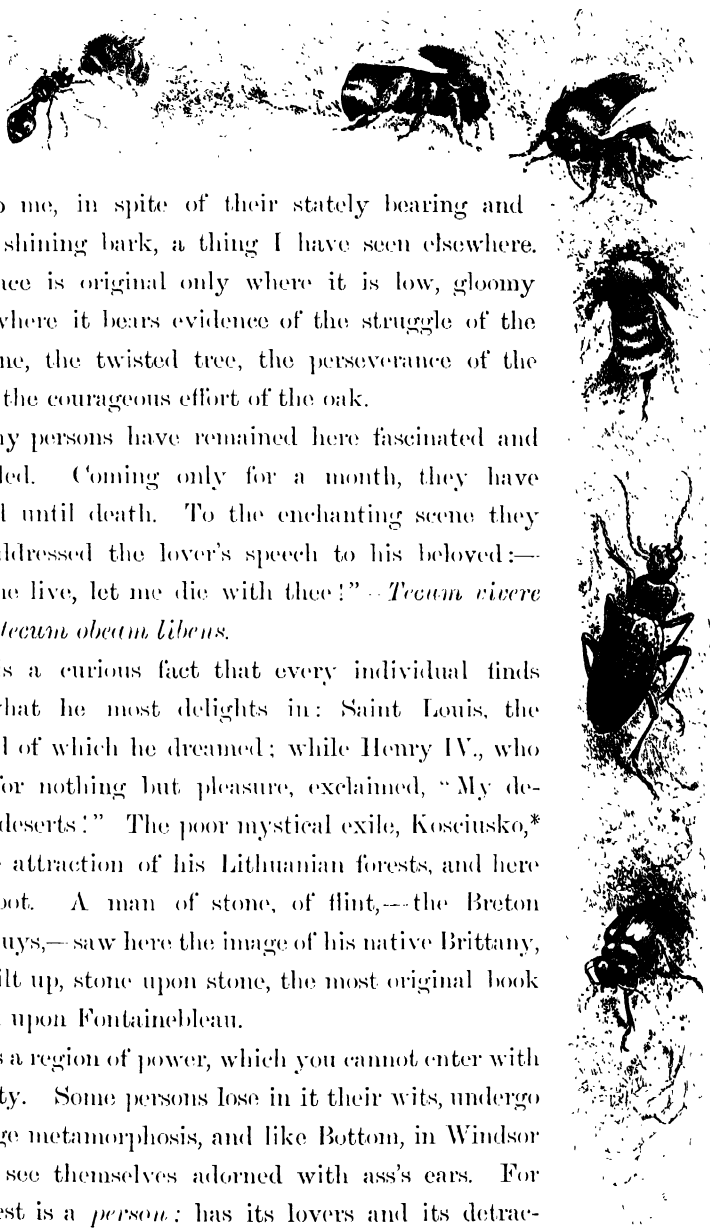 o me, in spite of their stately bearing and
shining bark, a thing I have seen elsewhere.
ace is original only where it is low, gloomy
where it bears evidence of the struggle of the
ne, the twisted tree, the perseverance of the
the courageous effort of the oak.
ny persons have remained here fascinated and
ded. Coming only for a month, they have
d until death. To the enchanting scene they
ddressed the lover's speech to his beloved:—
ne live, let me die with thee!" - Tecum vivere
tecum obeam libens.
is a curious fact that every individual finds
what he most delights in: Saint Louis, the
d of which he dreamed; while Henry IV., who
for nothing but pleasure, exclaimed, "My de-
deserts!" The poor mystical exile, Kosciusko,*
e attraction of his Lithuanian forests, and here
oot. A man of stone, of flint,—the Breton
uys,—saw here the image of his native Brittany,
ilt up, stone upon stone, the most original book
n upon Fontainebleau.
s a region of power, which you cannot enter with
ty. Some persons lose in it their wits, undergo
ge metamorphosis, and like Bottom, in Windsor
see themselves adorned with ass's ears. For
est is a person: has its lovers and its detrac-